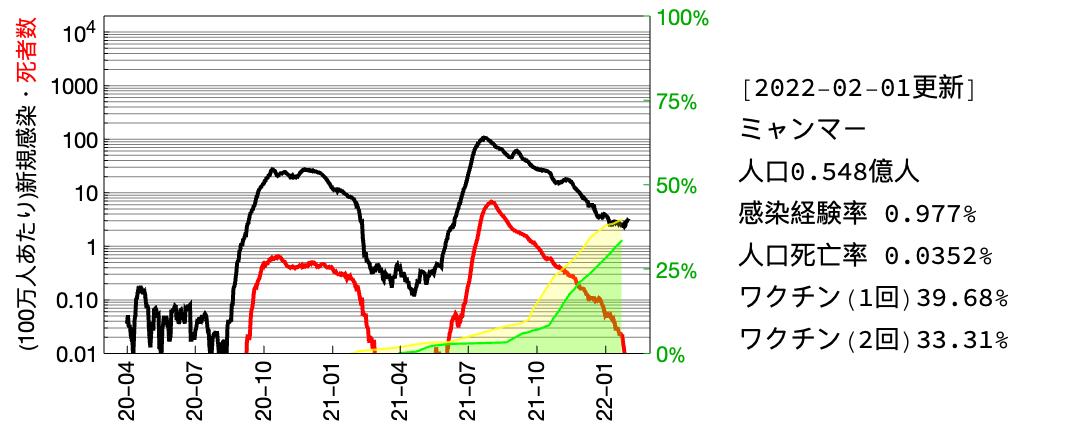 (100万人あたり)新規感染・死者数
10^4
1000
100
10
1
0.10
0.01
100%
75%
50%
25%
0%
20-04
20-07
20-10
21-01
21-04
21-07
21-10
22-01
[2022-02-01更新]
ミャンマー
人口0.548億人
感染経験率 0.977%
人口死亡率 0.0352%
ワクチン(1回)39.68%
ワクチン(2回)33.31%